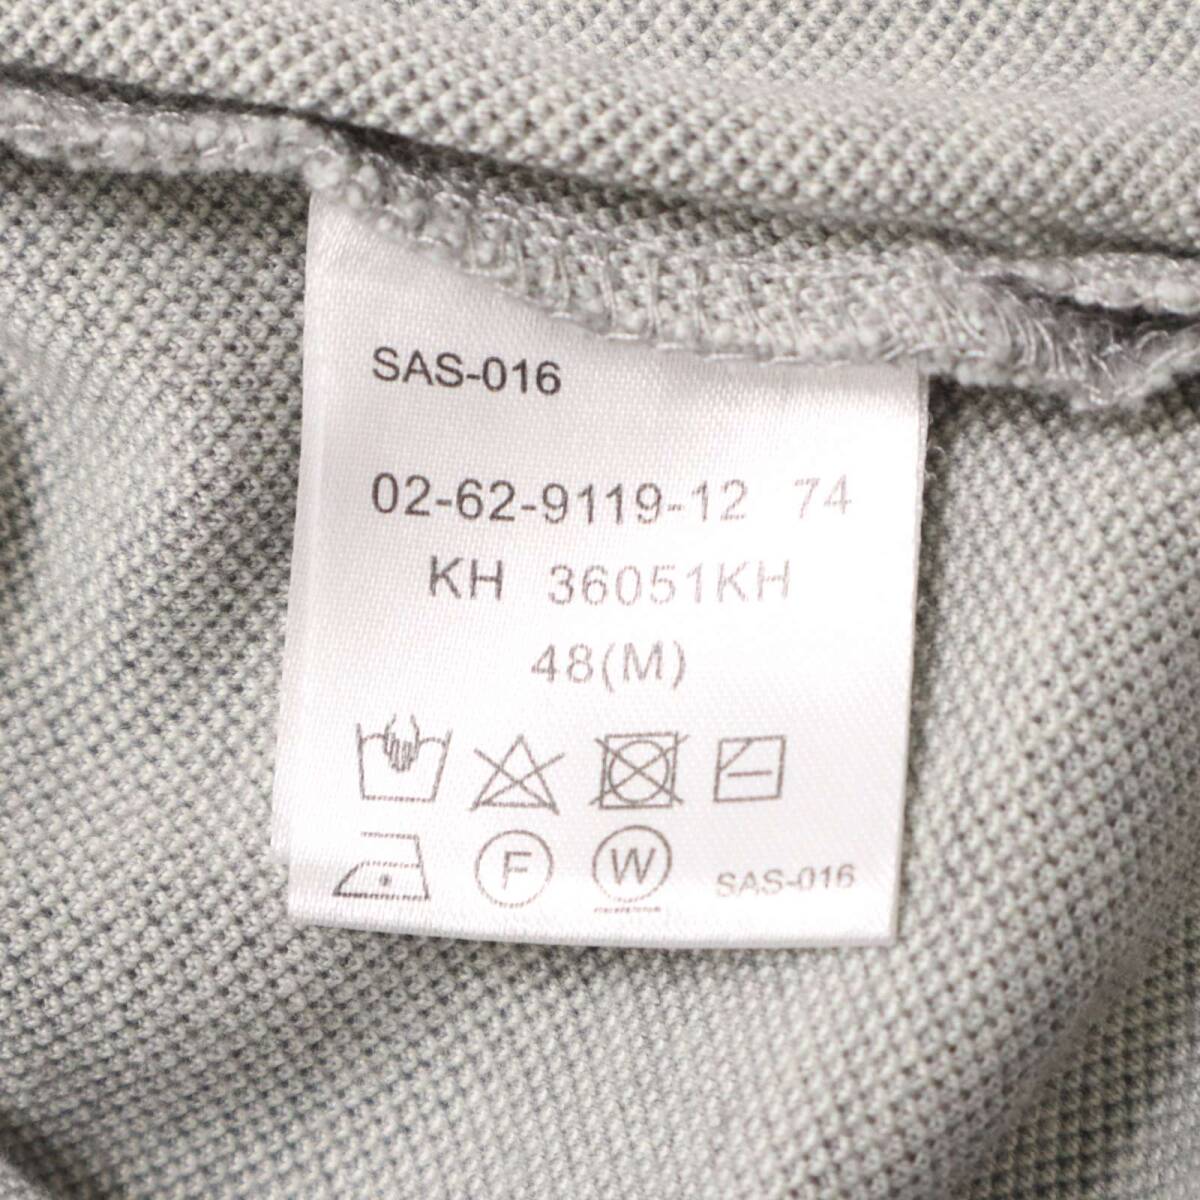 SAS-016
02-62-9119-12 74
KH 36051KH
48(M)
F W SAS-016